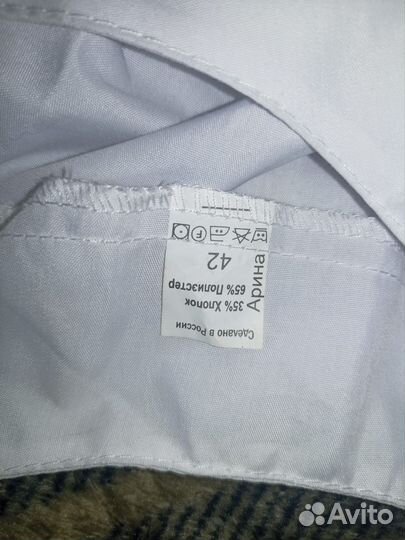 42
65% Полиэстер
35% Хлопок
Сделано в России
Арина
Avito